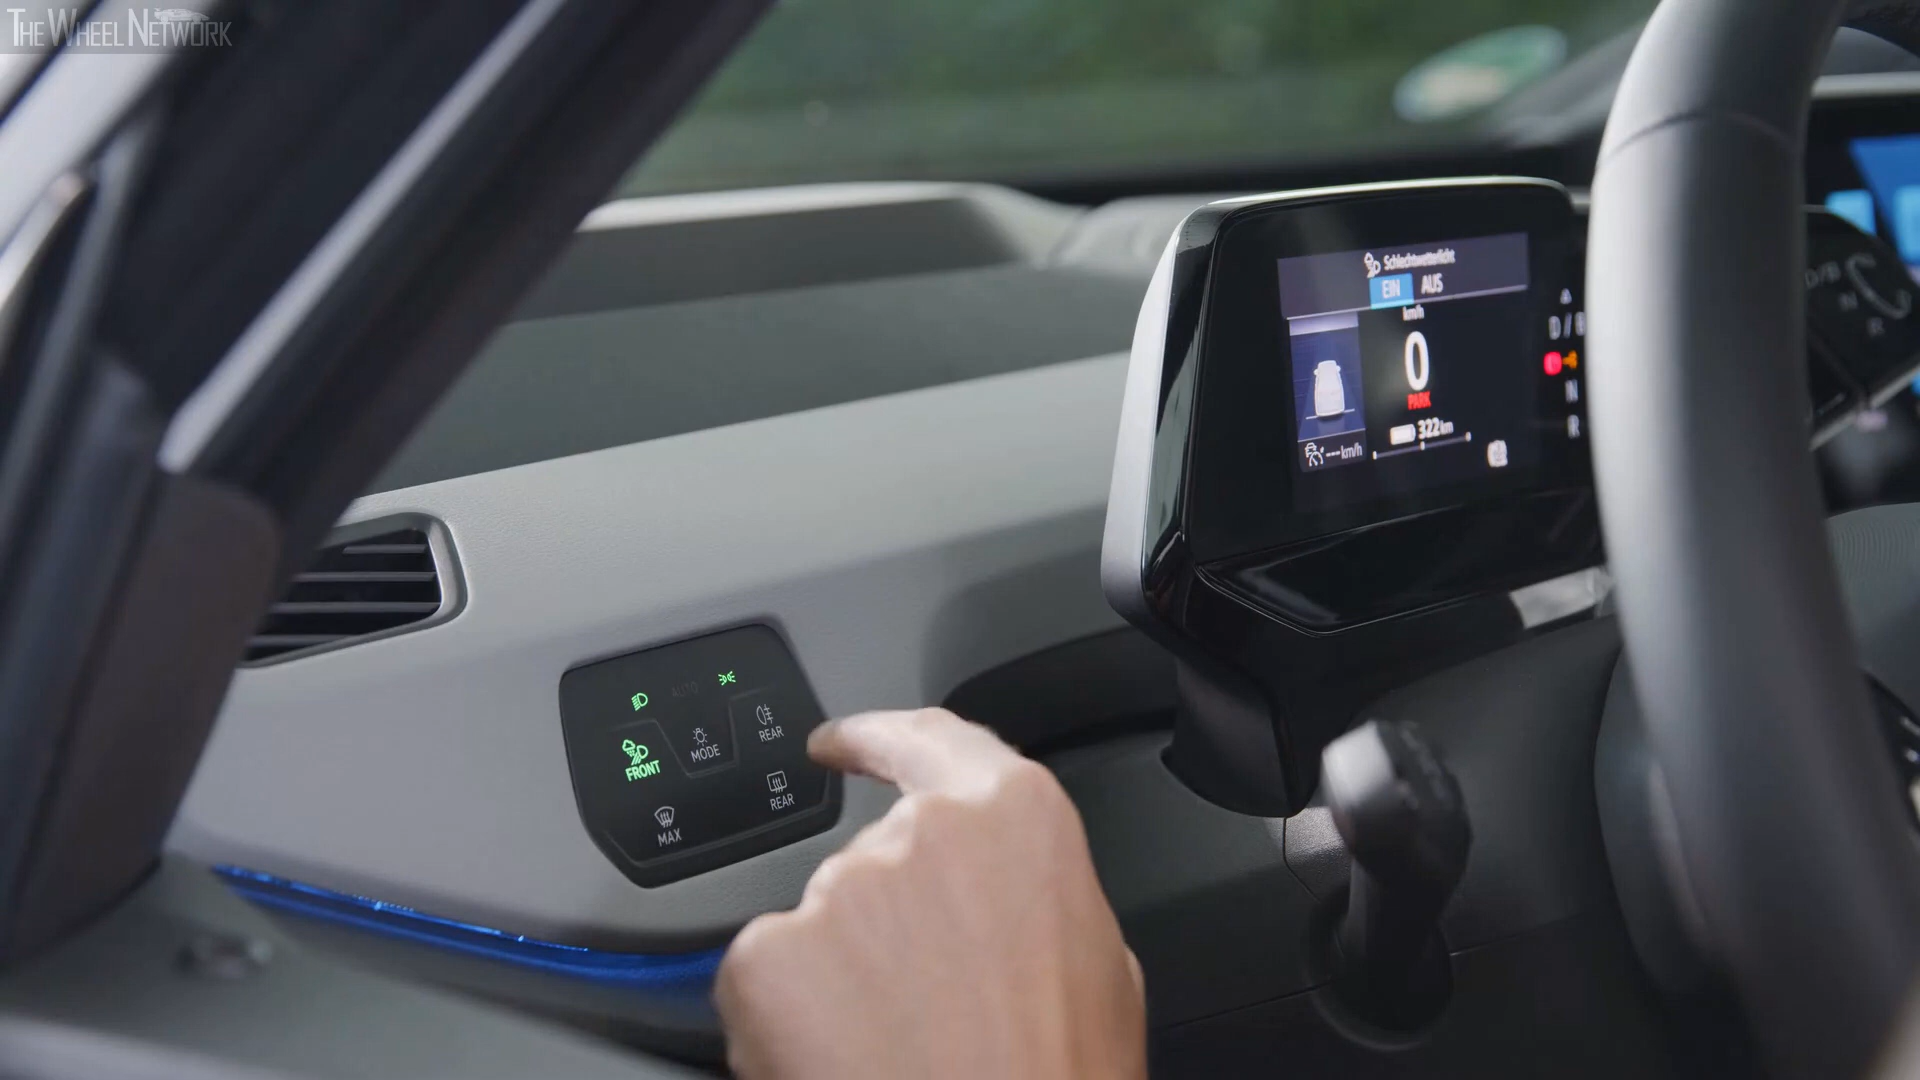 THE WHEEL NETWORK
Schlechtwetterlicht
EIN AUS
km/h
0
PARK
322 km
--- km/h
D / B
N
R
D/B
N
R
AUTO
MODE
REAR
FRONT
REAR
MAX